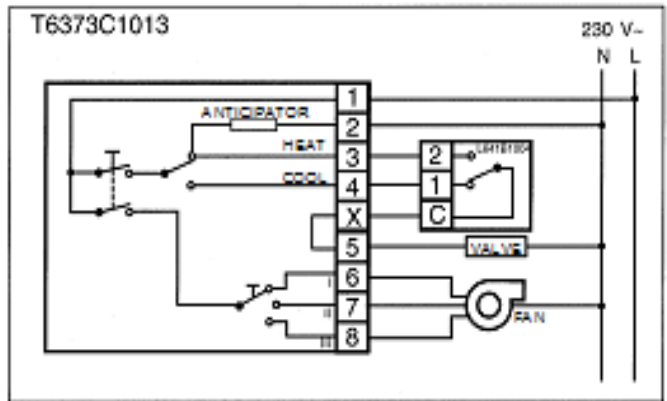 T6373C1013
230 V~
N L
1
ANTICIPATOR
2
HEAT
3
2
COOL
4
1
X
C
5
VALVE
I
6
II
7
FAN
III
8